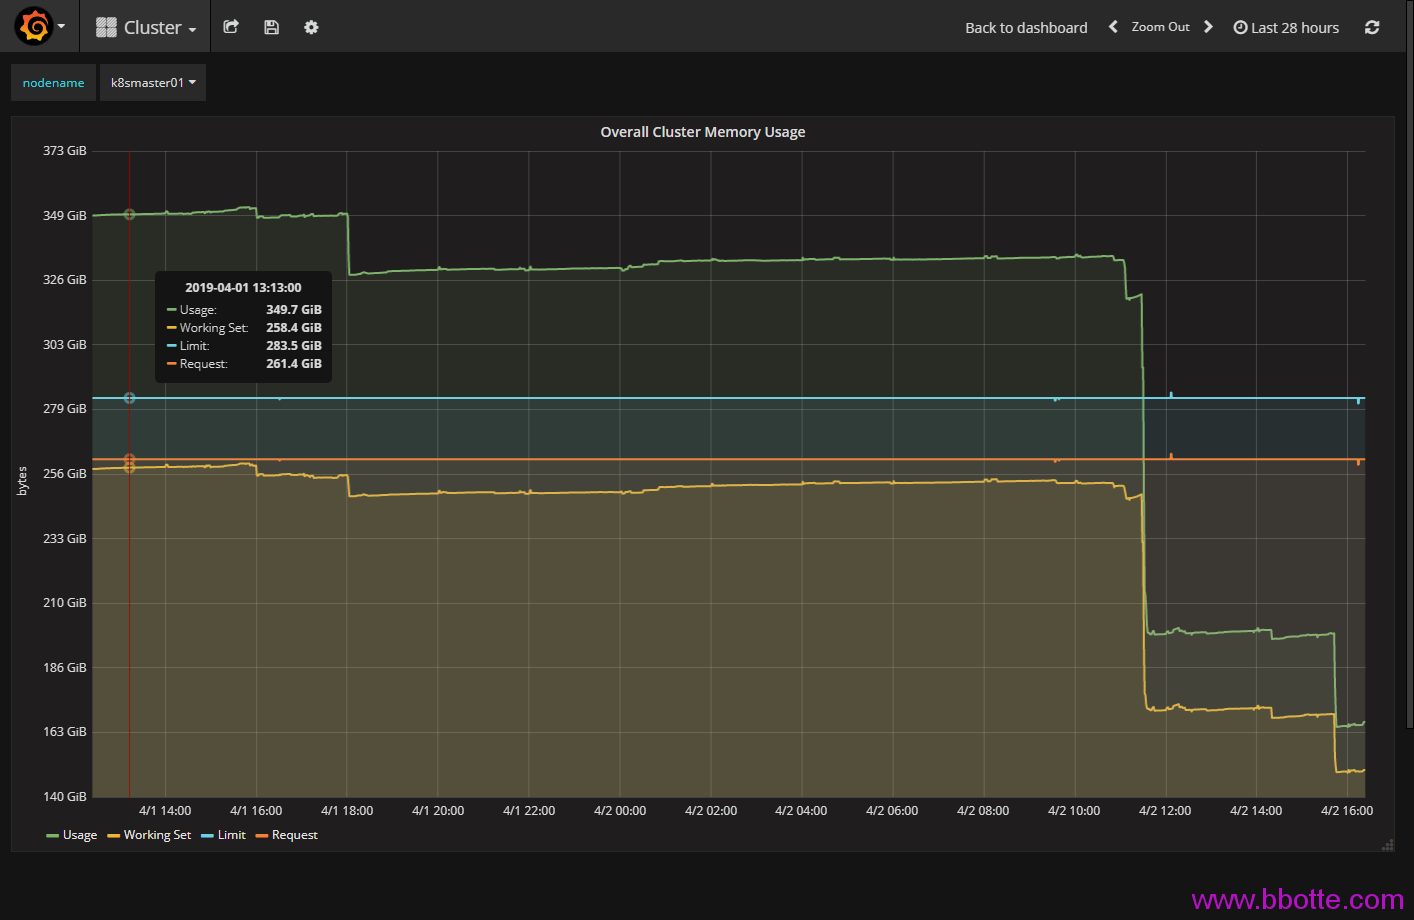 Cluster
Back to dashboard
Zoom Out
Last 28 hours
nodename
k8smaster01
Overall Cluster Memory Usage
373 GiB
349 GiB
326 GiB
303 GiB
279 GiB
256 GiB
233 GiB
210 GiB
186 GiB
163 GiB
140 GiB
bytes
2019-04-01 13:13:00
Usage: 349.7 GiB
Working Set: 258.4 GiB
Limit: 283.5 GiB
Request: 261.4 GiB
4/1 14:00 4/1 16:00 4/1 18:00 4/1 20:00 4/1 22:00 4/2 00:00 4/2 02:00 4/2 04:00 4/2 06:00 4/2 08:00 4/2 10:00 4/2 12:00 4/2 14:00 4/2 16:00
Usage Working Set Limit Request
www.bbotte.com